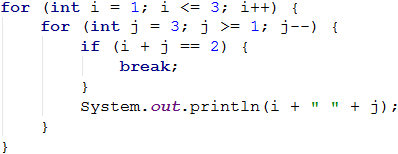 for (int i = 1; i <= 3; i++) {
    for (int j = 3; j >= 1; j--) {
        if (i + j == 2) {
            break;
        }
        System.out.println(i + " " + j);
    }
}